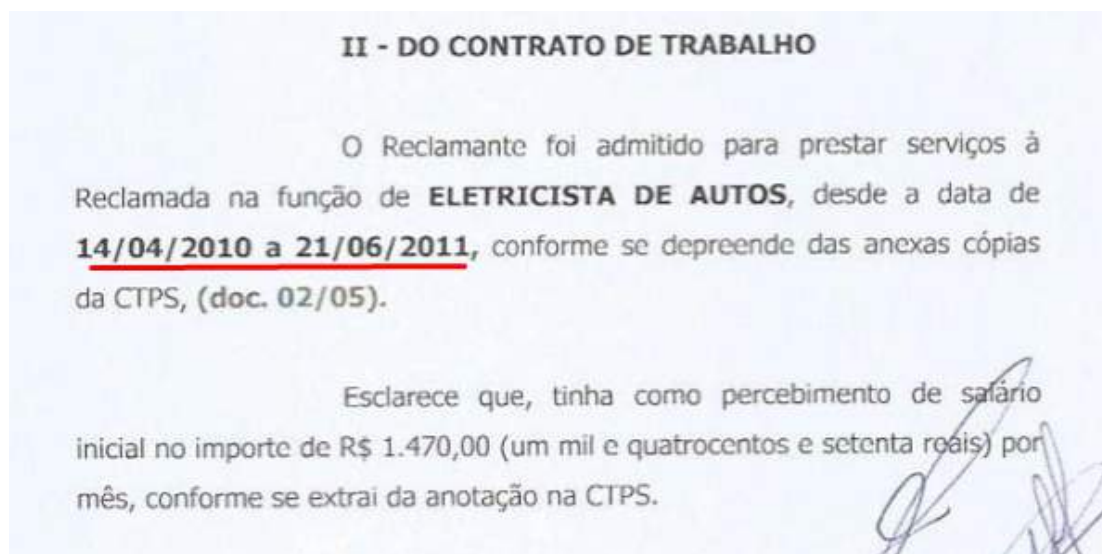 II - DO CONTRATO DE TRABALHO
O Reclamante foi admitido para prestar serviços à
Reclamada na função de ELETRICISTA DE AUTOS, desde a data de
14/04/2010 a 21/06/2011, conforme se depreende das anexas cópias
da CTPS, (doc. 02/05).
Esclarece que, tinha como percebimento de salário
inicial no importe de R$ 1.470,00 (um mil e quatrocentos e setenta reais) por
mês, conforme se extrai da anotação na CTPS.